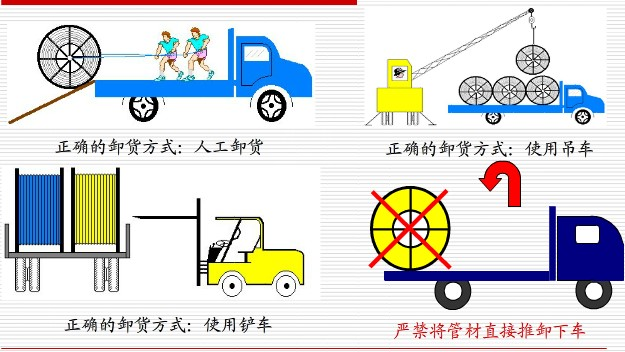 正确的卸货方式：人工卸货
正确的卸货方式：使用吊车
正确的卸货方式：使用铲车
严禁将管材直接推卸下车